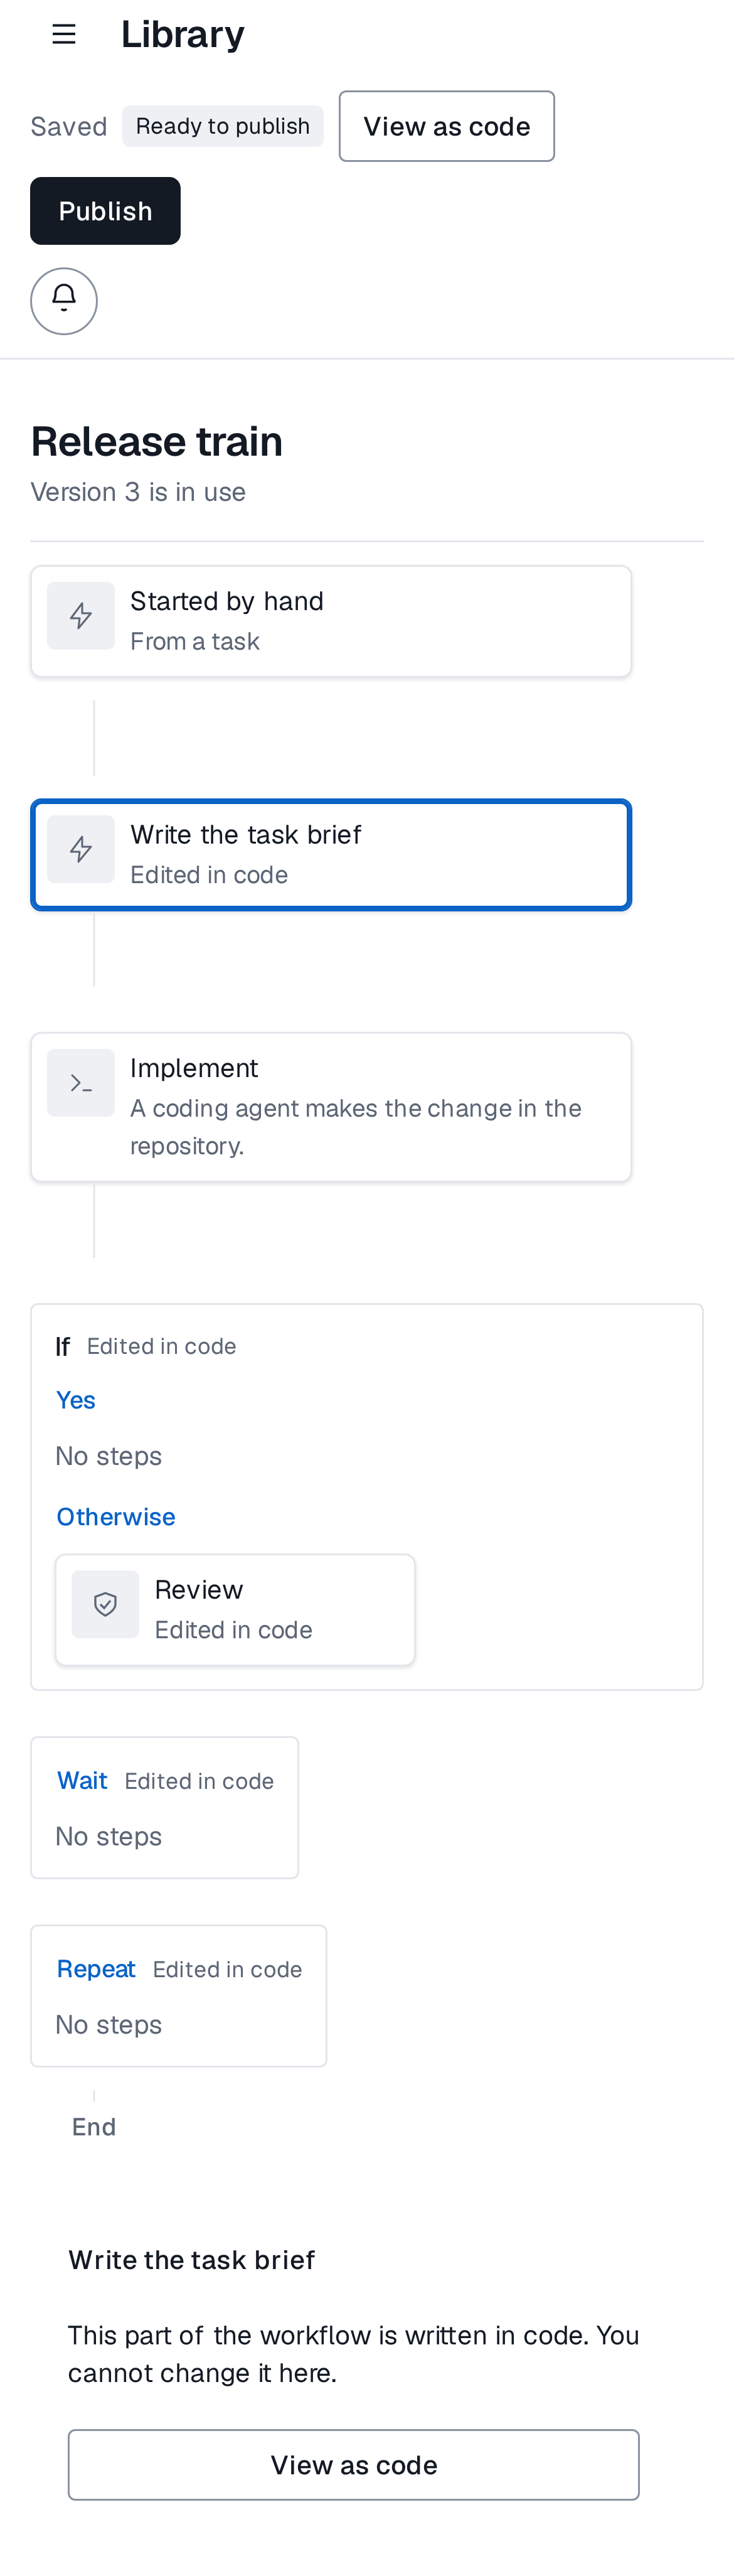 Library
Saved
Ready to publish
View as code
Publish
Release train
Version 3 is in use
Started by hand
From a task
Write the task brief
Edited in code
Implement
A coding agent makes the change in the
repository.
If Edited in code
Yes
No steps
Otherwise
Review
Edited in code
Wait Edited in code
No steps
Repeat Edited in code
No steps
End
Write the task brief
This part of the workflow is written in code. You
cannot change it here.
View as code